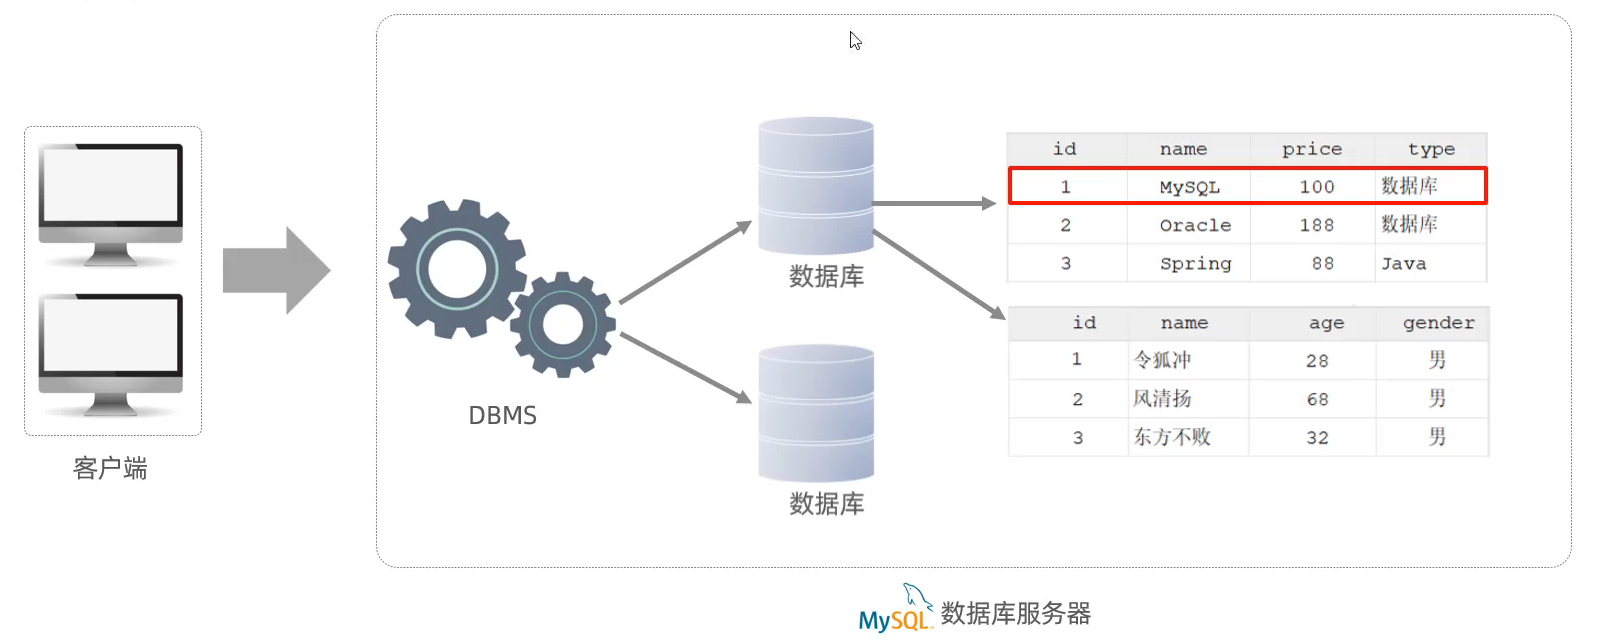 客户端
DBMS
数据库
数据库
id name price type
1 MySQL 100 数据库
2 Oracle 188 数据库
3 Spring 88 Java
id name age gender
1 令狐冲 28 男
2 风清扬 68 男
3 东方不败 32 男
MySQL 数据库服务器